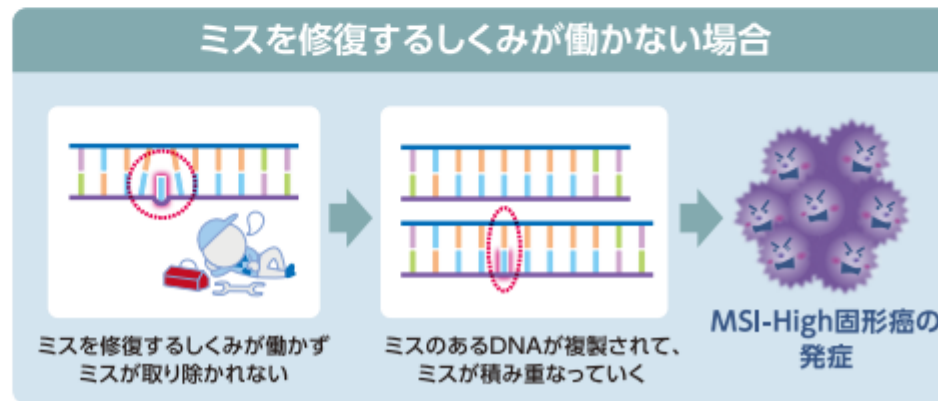 ミスを修復するしくみが働かない場合
ミスを修復するしくみが働かず
ミスが取り除かれない
ミスのあるDNAが複製されて、
ミスが積み重なっていく
MSI-High固形癌の
発症